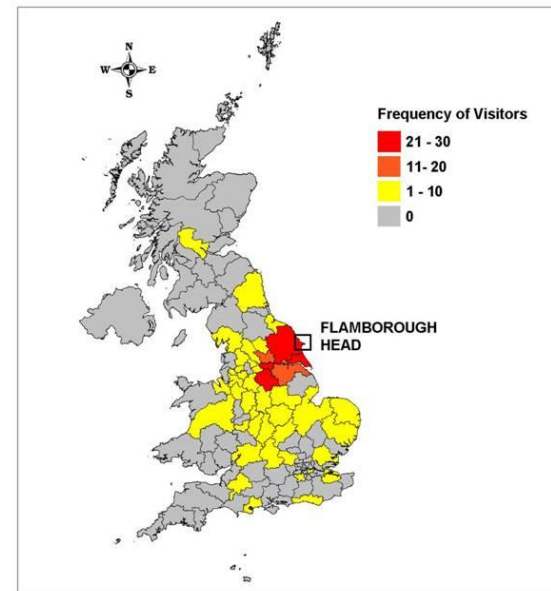 N
W E
S
Frequency of Visitors
21 - 30
11- 20
1 - 10
0
FLAMBOROUGH
HEAD